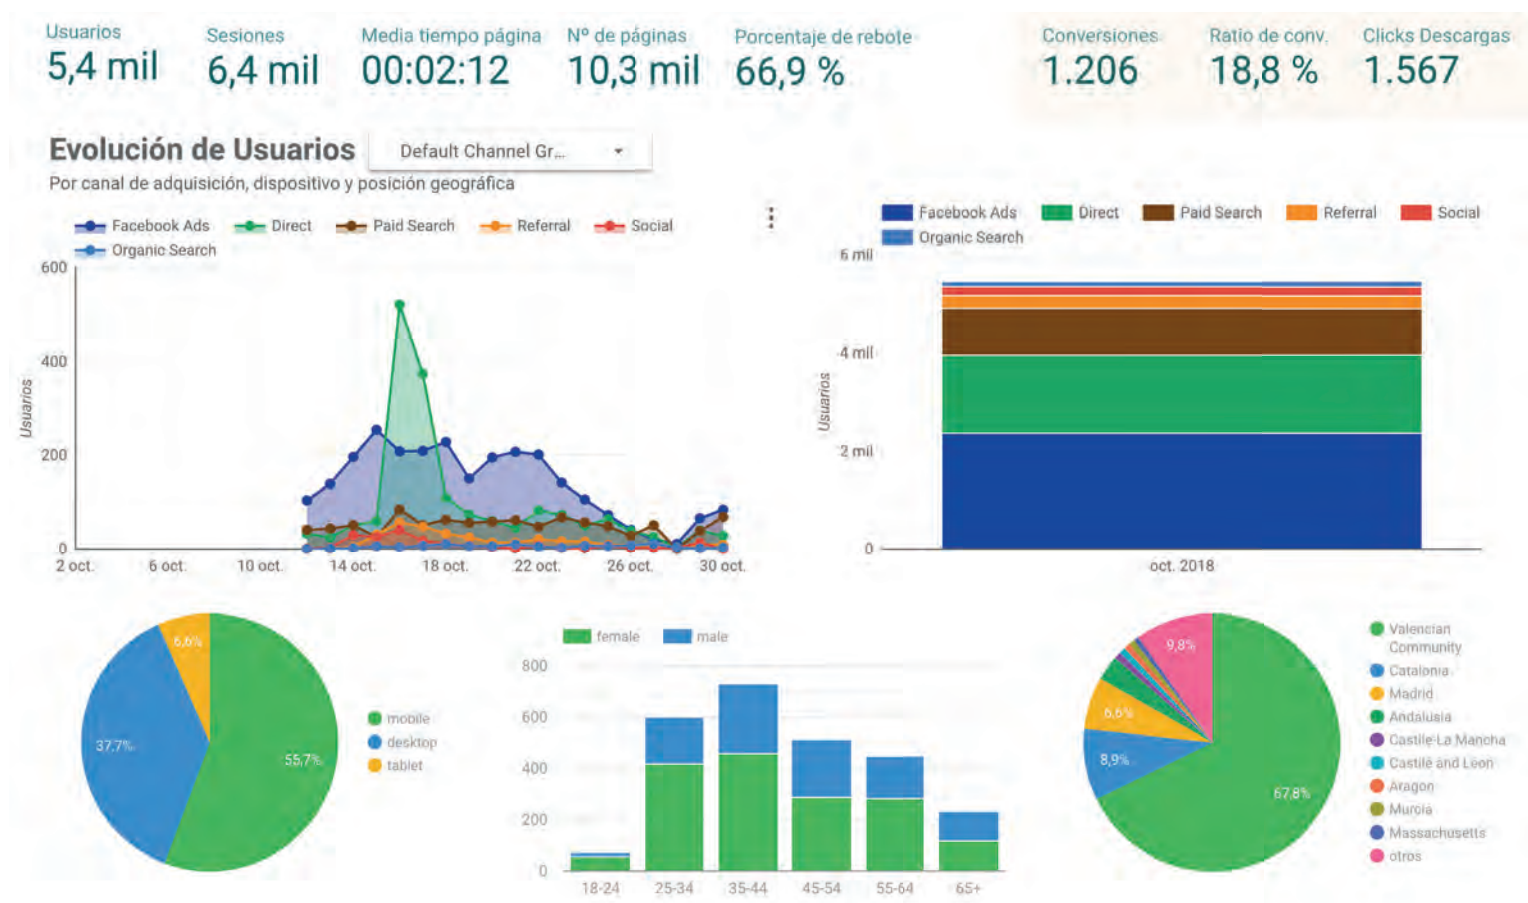 Usuarios
5,4 mil
Sesiones
6,4 mil
Media tiempo página
00:02:12
Nº de páginas
10,3 mil
Porcentaje de rebote
66,9 %
Conversiones
1.206
Ratio de conv.
18,8 %
Clicks Descargas
1.567
Evolución de Usuarios
Default Channel Gr...
Por canal de adquisición, dispositivo y posición geográfica
Facebook Ads Direct Paid Search Referral Social
Organic Search
600
400
200
0
Usuarios
2 oct. 6 oct. 10 oct. 14 oct. 18 oct. 22 oct. 26 oct. 30 oct.
Facebook Ads Direct Paid Search Referral Social
Organic Search
6 mil
4 mil
2 mil
0
Usuarios
oct. 2018
6,6%
37,7%
55,7%
mobile
desktop
tablet
female male
800
600
400
200
0
18-24 25-34 35-44 45-54 55-64 65+
9,8%
6,6%
8,9%
67,8%
Valencian
Community
Catalonia
Madrid
Andalusia
Castile-La Mancha
Castile and León
Aragon
Murcia
Massachusetts
otros